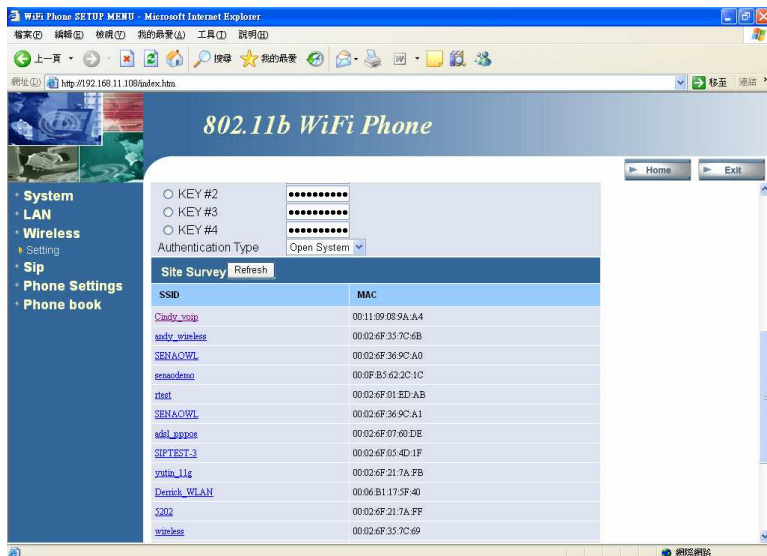 WiFi Phone SETUP MENU - Microsoft Internet Explorer
檔案(F) 編輯(E) 檢視(V) 我的最愛(A) 工具(T) 說明(H)
上一頁 搜尋 我的最愛
網址(D) http://192.168.11.108/index.htm 移至 連結
802.11b WiFi Phone
Home Exit
System
LAN
Wireless
Setting
Sip
Phone Settings
Phone book
KEY #2 ●●●●●●●●●●
KEY #3 ●●●●●●●●●●
KEY #4 ●●●●●●●●●●
Authentication Type Open System
Site Survey Refresh
SSID MAC
Cindy_voip 00:11:09:08:9A:A4
andy_wireless 00:02:6F:35:7C:6B
SENAOWL 00:02:6F:36:9C:A0
senaodemo 00:0F:B5:62:2C:1C
rtest 00:02:6F:01:ED:AB
SENAOWL 00:02:6F:36:9C:A1
adsl_pppoe 00:02:6F:07:60:DE
SIPTEST-3 00:02:6F:05:4D:1F
yutin_11g 00:02:6F:21:7A:FB
Derrick_WLAN 00:06:B1:17:5F:40
5202 00:02:6F:21:7A:FF
wireless 00:02:6F:35:7C:69
網際網路